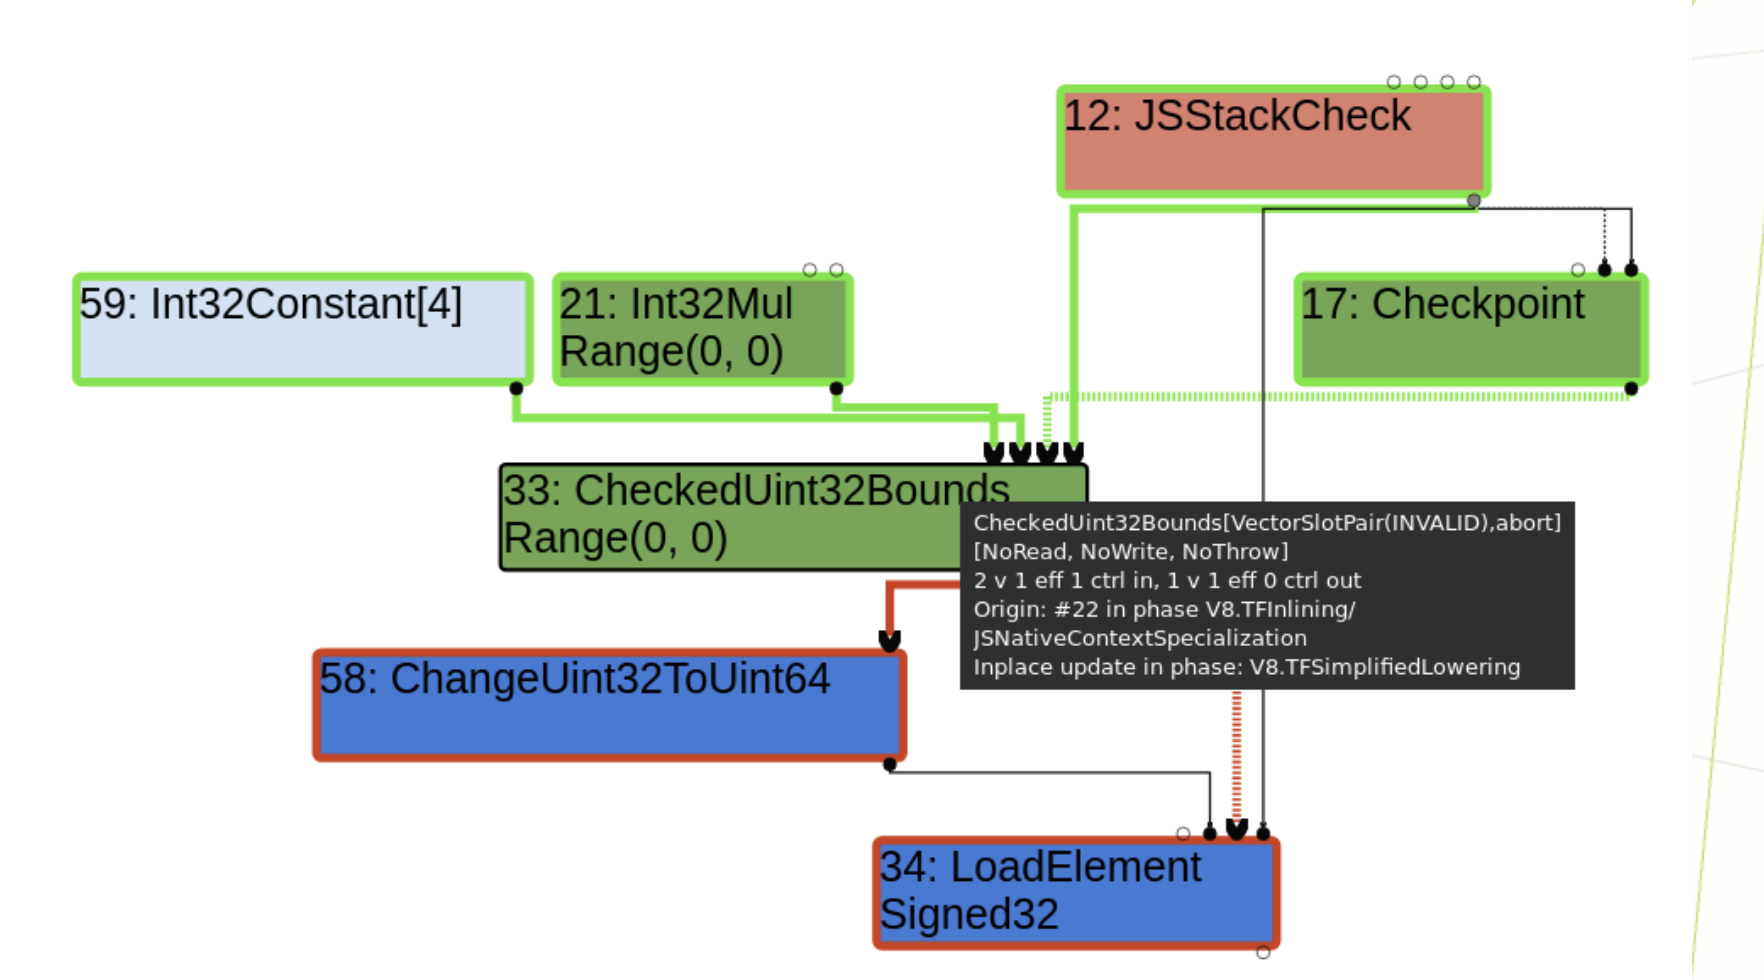 12: JSStackCheck
59: Int32Constant[4]
21: Int32Mul
Range(0, 0)
17: Checkpoint
33: CheckedUint32Bounds
Range(0, 0)
CheckedUint32Bounds[VectorSlotPair(INVALID),abort]
[NoRead, NoWrite, NoThrow]
2 v 1 eff 1 ctrl in, 1 v 1 eff 0 ctrl out
Origin: #22 in phase V8.TFInlining/
JSNativeContextSpecialization
Inplace update in phase: V8.TFSimplifiedLowering
58: ChangeUint32ToUint64
34: LoadElement
Signed32